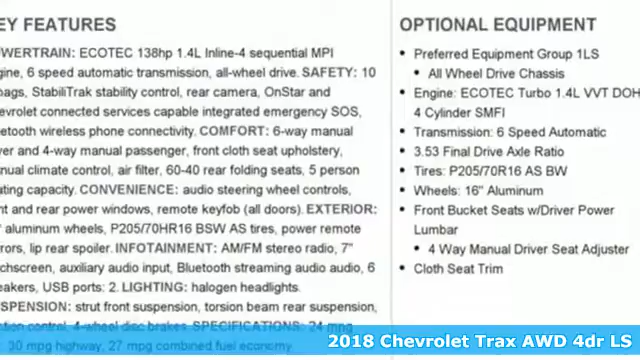 EY FEATURES
WERTRAIN: ECOTEC 138hp 1.4L Inline-4 sequential MPI
gine, 6 speed automatic transmission, all-wheel drive. SAFETY: 10
bags, StabiliTrak stability control, rear camera, OnStar and
evrolet connected services capable integrated emergency SOS,
etooth wireless phone connectivity. COMFORT: 6-way manual
ver and 4-way manual passenger, front cloth seat upholstery,
nual climate control, air filter, 60-40 rear folding seats, 5 person
ating capacity. CONVENIENCE: audio steering wheel controls,
nt and rear power windows, remote keyfob (all doors). EXTERIOR:
aluminum wheels, P205/70HR16 BSW AS tires, power remote
rors, lip rear spoiler. INFOTAINMENT: AM/FM stereo radio, 7"
chscreen, auxiliary audio input, Bluetooth streaming audio audio, 6
eakers, USB ports: 2. LIGHTING: halogen headlights.
SPENSION: strut front suspension, torsion beam rear suspension,
ction control, 4-wheel disc brakes. SPECIFICATIONS: 24 mpg
30 mpg highway, 27 mpg combined fuel economy
OPTIONAL EQUIPMENT
• Preferred Equipment Group 1LS
• All Wheel Drive Chassis
• Engine: ECOTEC Turbo 1.4L VVT DOH
4 Cylinder SMFI
• Transmission: 6 Speed Automatic
• 3.53 Final Drive Axle Ratio
• Tires: P205/70R16 AS BW
• Wheels: 16" Aluminum
• Front Bucket Seats w/Driver Power
Lumbar
• 4 Way Manual Driver Seat Adjuster
• Cloth Seat Trim
2018 Chevrolet Trax AWD 4dr LS